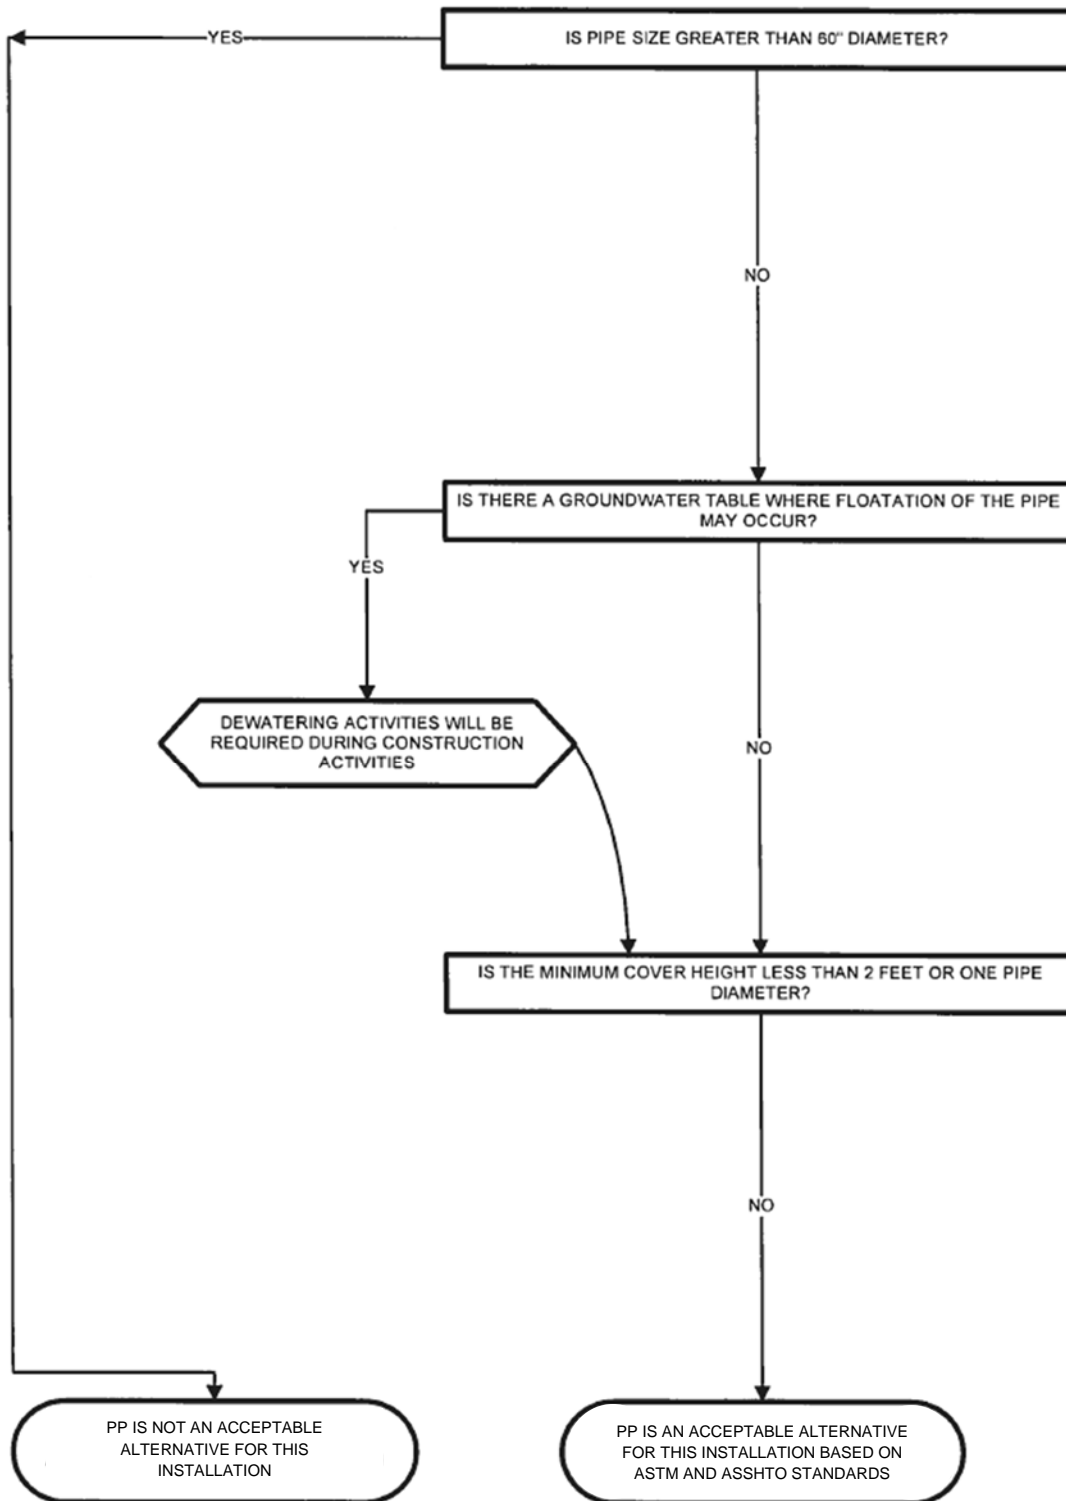 YES
IS PIPE SIZE GREATER THAN 60" DIAMETER?
NO
IS THERE A GROUNDWATER TABLE WHERE FLOATATION OF THE PIPE
MAY OCCUR?
YES
DEWATERING ACTIVITIES WILL BE
REQUIRED DURING CONSTRUCTION
ACTIVITIES
NO
IS THE MINIMUM COVER HEIGHT LESS THAN 2 FEET OR ONE PIPE
DIAMETER?
NO
PP IS NOT AN ACCEPTABLE
ALTERNATIVE FOR THIS
INSTALLATION
PP IS AN ACCEPTABLE ALTERNATIVE
FOR THIS INSTALLATION BASED ON
ASTM AND ASSHTO STANDARDS